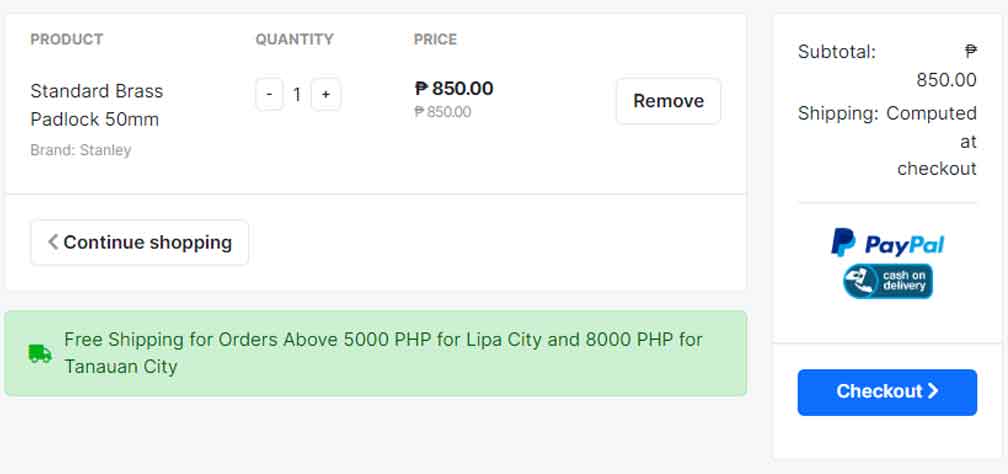 PRODUCT QUANTITY PRICE
Standard Brass
Padlock 50mm
Brand: Stanley
- 1 +
₱ 850.00
₱ 850.00
Remove
Continue shopping
Free Shipping for Orders Above 5000 PHP for Lipa City and 8000 PHP for
Tanauan City
Subtotal: ₱
850.00
Shipping: Computed
at
checkout
PayPal
cash on
delivery
Checkout